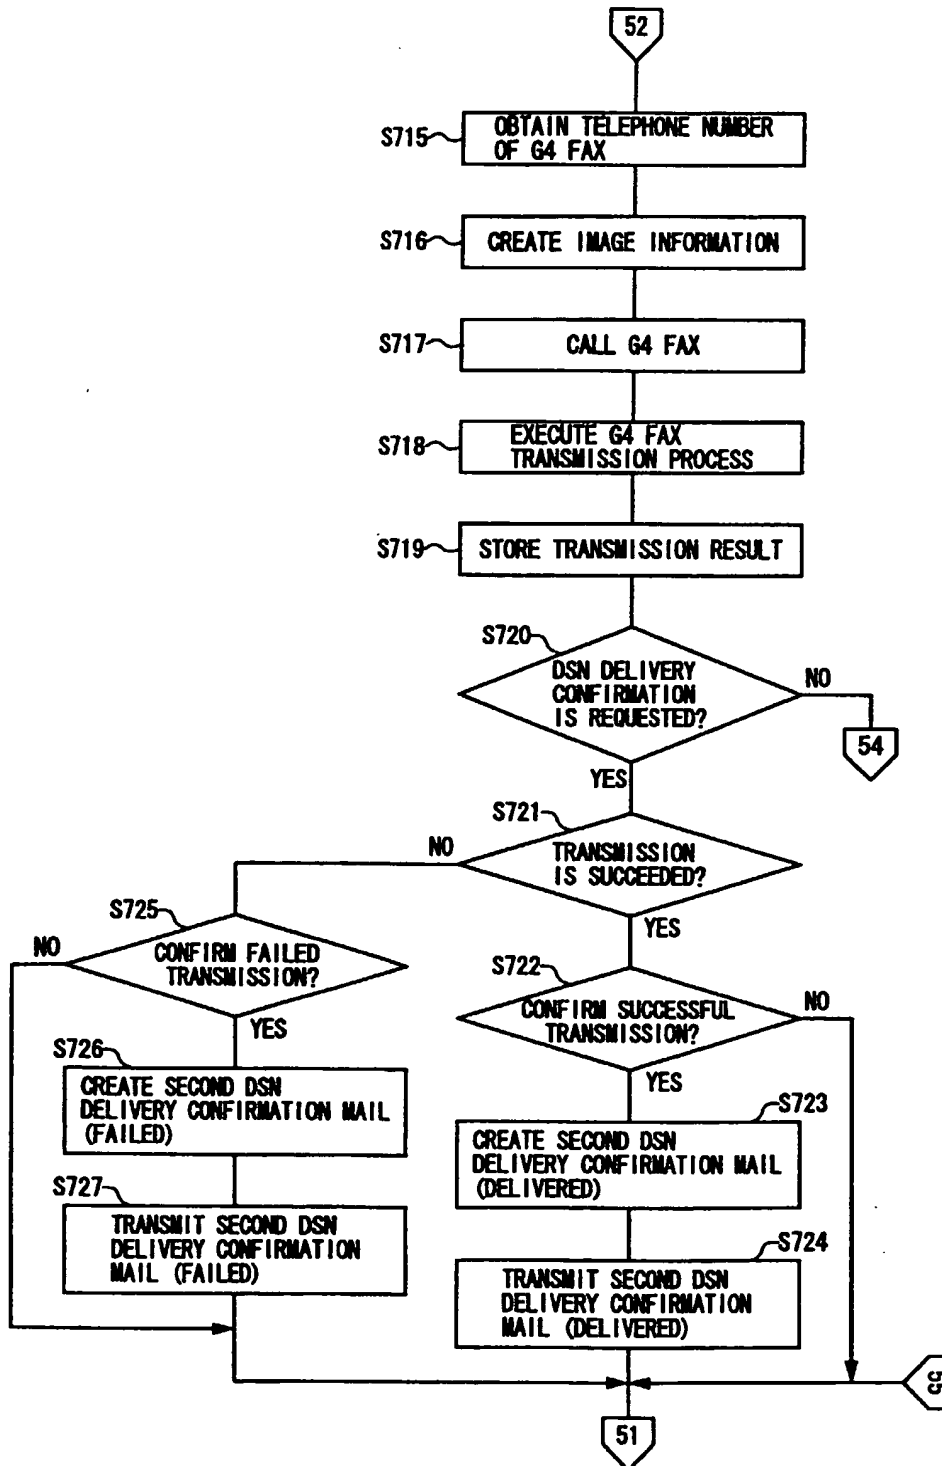 52
S715
OBTAIN TELEPHONE NUMBER
OF G4 FAX
S716
CREATE IMAGE INFORMATION
S717
CALL G4 FAX
S718
EXECUTE G4 FAX
TRANSMISSION PROCESS
S719
STORE TRANSMISSION RESULT
S720
DSN DELIVERY
CONFIRMATION
IS REQUESTED?
NO
54
YES
S721
TRANSMISSION
IS SUCCEEDED?
NO
YES
S725
CONFIRM FAILED
TRANSMISSION?
NO
YES
S722
CONFIRM SUCCESSFUL
TRANSMISSION?
NO
YES
S726
CREATE SECOND DSN
DELIVERY CONFIRMATION MAIL
(FAILED)
S723
CREATE SECOND DSN
DELIVERY CONFIRMATION MAIL
(DELIVERED)
S727
TRANSMIT SECOND DSN
DELIVERY CONFIRMATION
MAIL (FAILED)
S724
TRANSMIT SECOND DSN
DELIVERY CONFIRMATION
MAIL (DELIVERED)
55
51